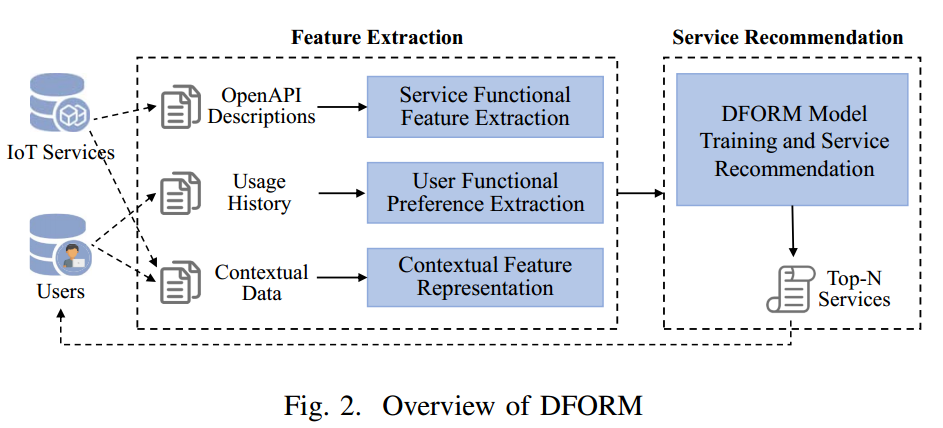 Feature Extraction
Service Recommendation
IoT Services
Users
OpenAPI
Descriptions
Service Functional
Feature Extraction
Usage
History
User Functional
Preference Extraction
Contextual
Data
Contextual Feature
Representation
DFORM Model
Training and Service
Recommendation
Top-N
Services
Fig. 2. Overview of DFORM